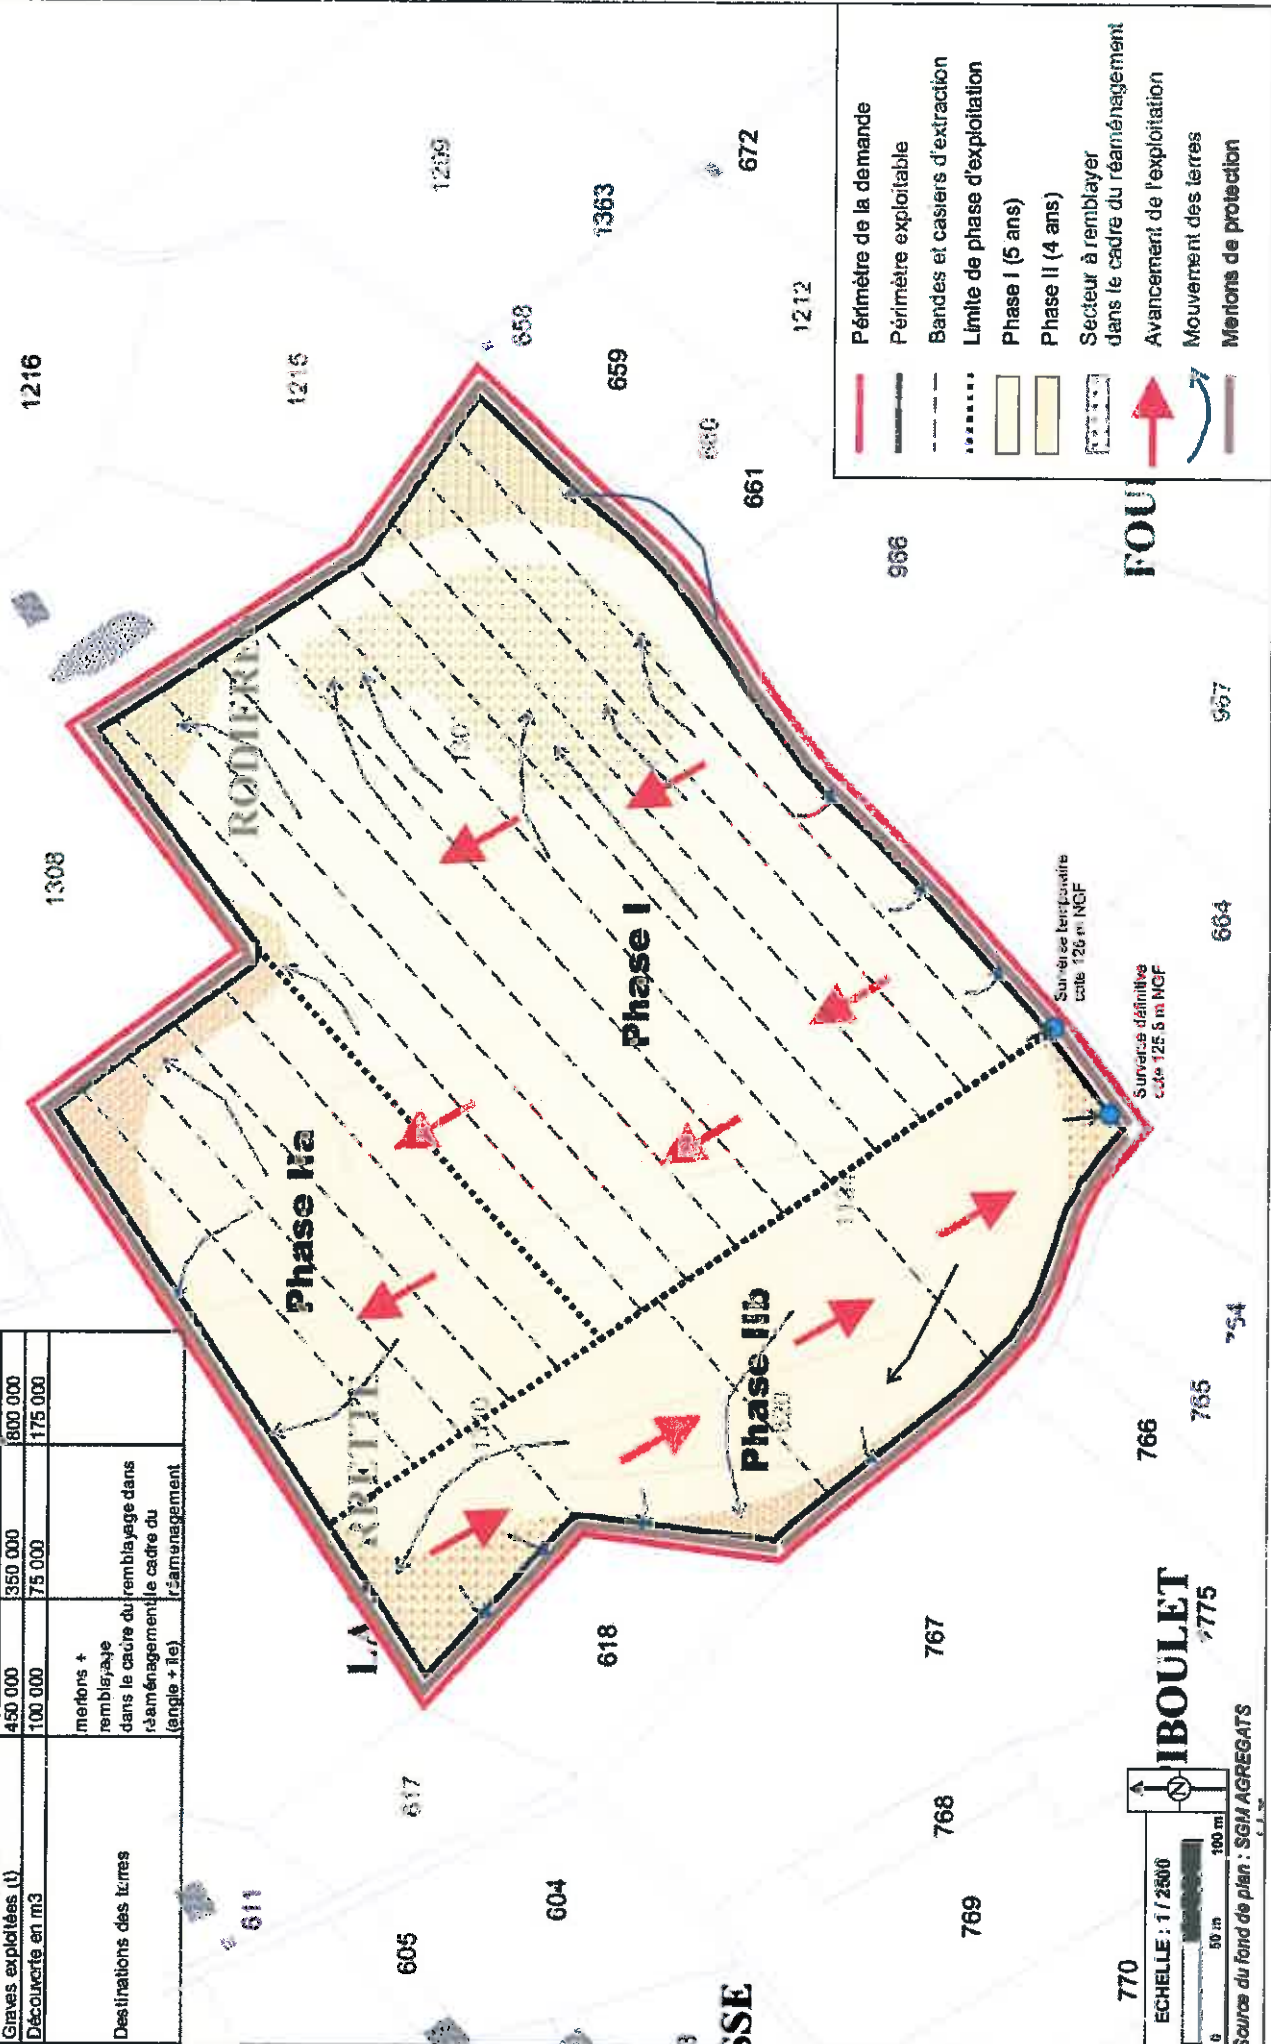 Graves exploitées (t) 450 000 350 000 800 000
Découverte en m3 100 000 75 000 175 000
Destinations des terres
merlons +
remblayage
dans le cadre du
réaménagement
(angle + île)
remblayage dans
le cadre du
réaménagement
1216
1215
1209
1308
658
1363
659
672
660
661
1212
966
967
664
RODIERE
Phase I
Phase IIa
Phase IIb
LA
618
617
611
605
604
767
768
769
770
766
765
754
775
FOU
IBOULET
SSE
Surverse temporaire
cote 126 m NGF
Surverse définitive
cote 125.5 m NGF
Périmètre de la demande
Périmètre exploitable
Bandes et casiers d'extraction
Limite de phase d'exploitation
Phase I (5 ans)
Phase II (4 ans)
Secteur à remblayer
dans le cadre du réaménagement
Avancement de l'exploitation
Mouvement des terres
Merlons de protection
ECHELLE : 1 / 2500
0 50 m 100 m
N
Source du fond de plan : SGM AGREGATS